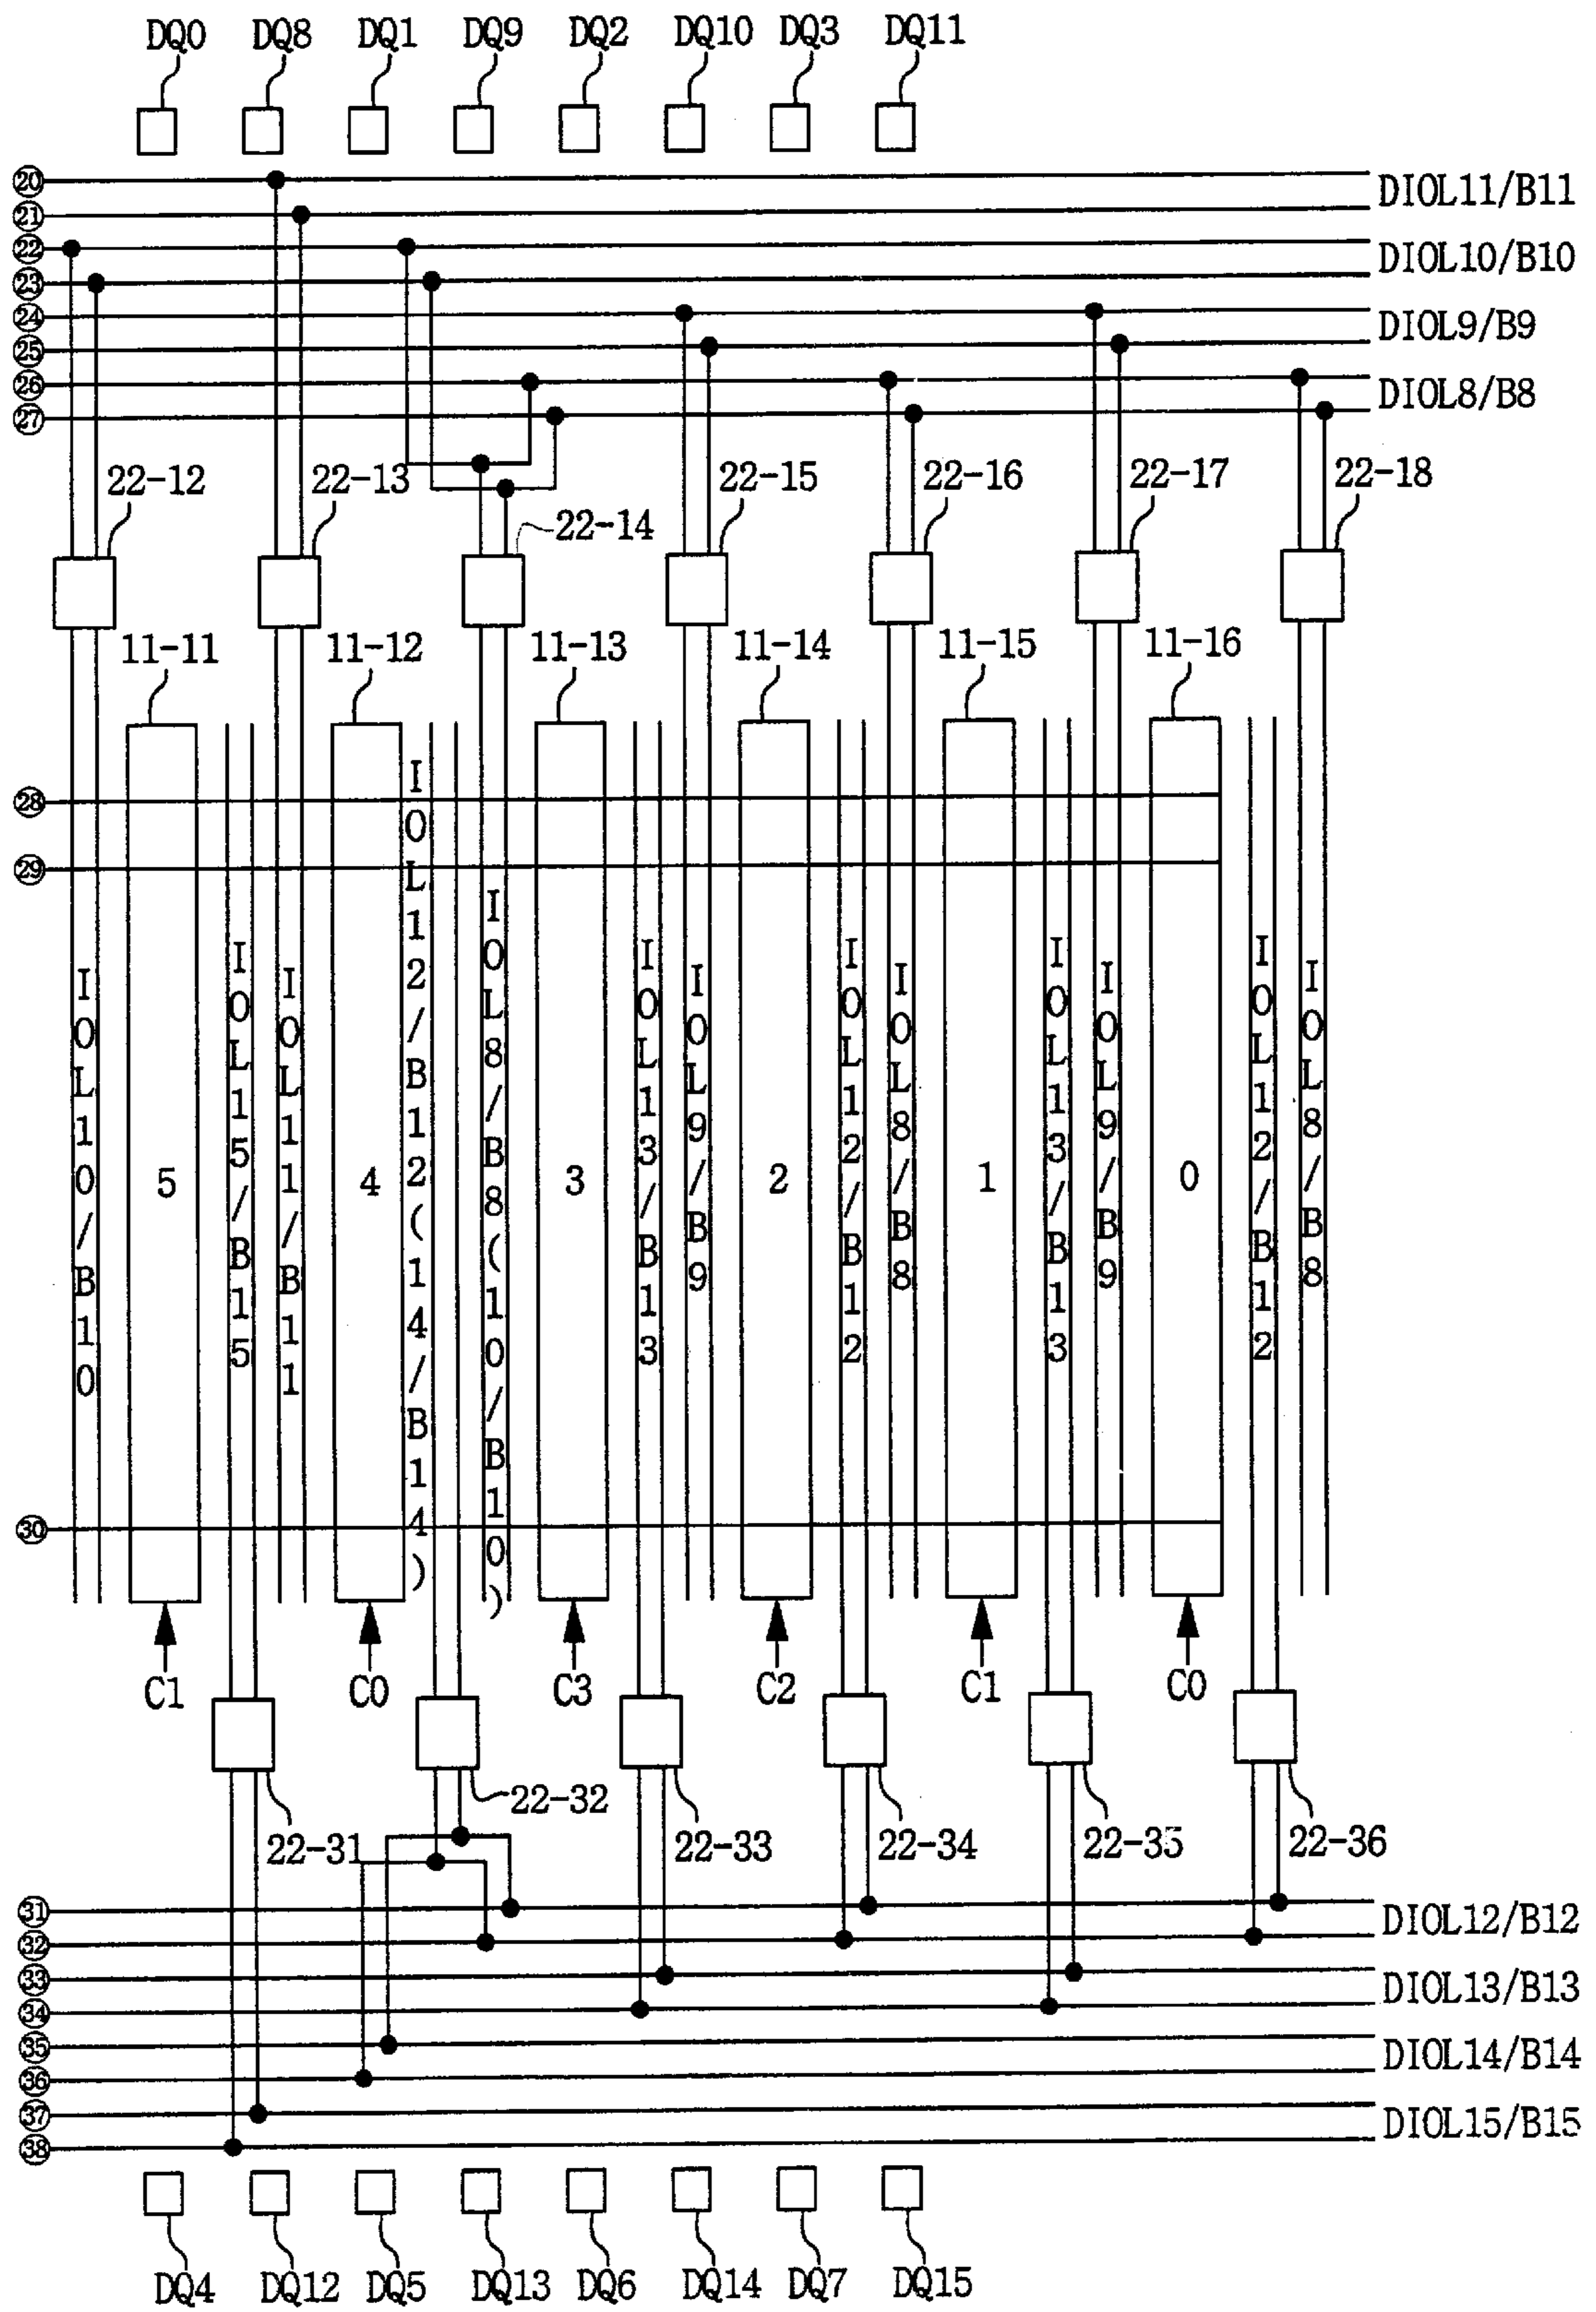 DQ0 DQ8 DQ1 DQ9 DQ2 DQ10 DQ3 DQ11
⑳
DIOL11/B11
㉑
㉒
DIOL10/B10
㉓
㉔
DIOL9/B9
㉕
㉖
DIOL8/B8
㉗
22-12 22-13 22-15 22-16 22-17 22-18
22-14
11-11 11-12 11-13 11-14 11-15 11-16
㉘
㉙
IOL10/B10
5
IOL15/B15
IOL11/B11
4
IOL12/B12(14/B14)
IOL8/B8(10/B10)
3
IOL13/B13
IOL9/B9
2
IOL12/B12
IOL8/B8
1
IOL13/B13
IOL9/B9
0
IOL12/B12
IOL8/B8
㉚
C1 C0 C3 C2 C1 C0
22-32
22-31 22-33 22-34 22-35 22-36
㉛
DIOL12/B12
㉜
㉝
DIOL13/B13
㉞
㉟
DIOL14/B14
㊱
㊲
DIOL15/B15
㊳
DQ4 DQ12 DQ5 DQ13 DQ6 DQ14 DQ7 DQ15